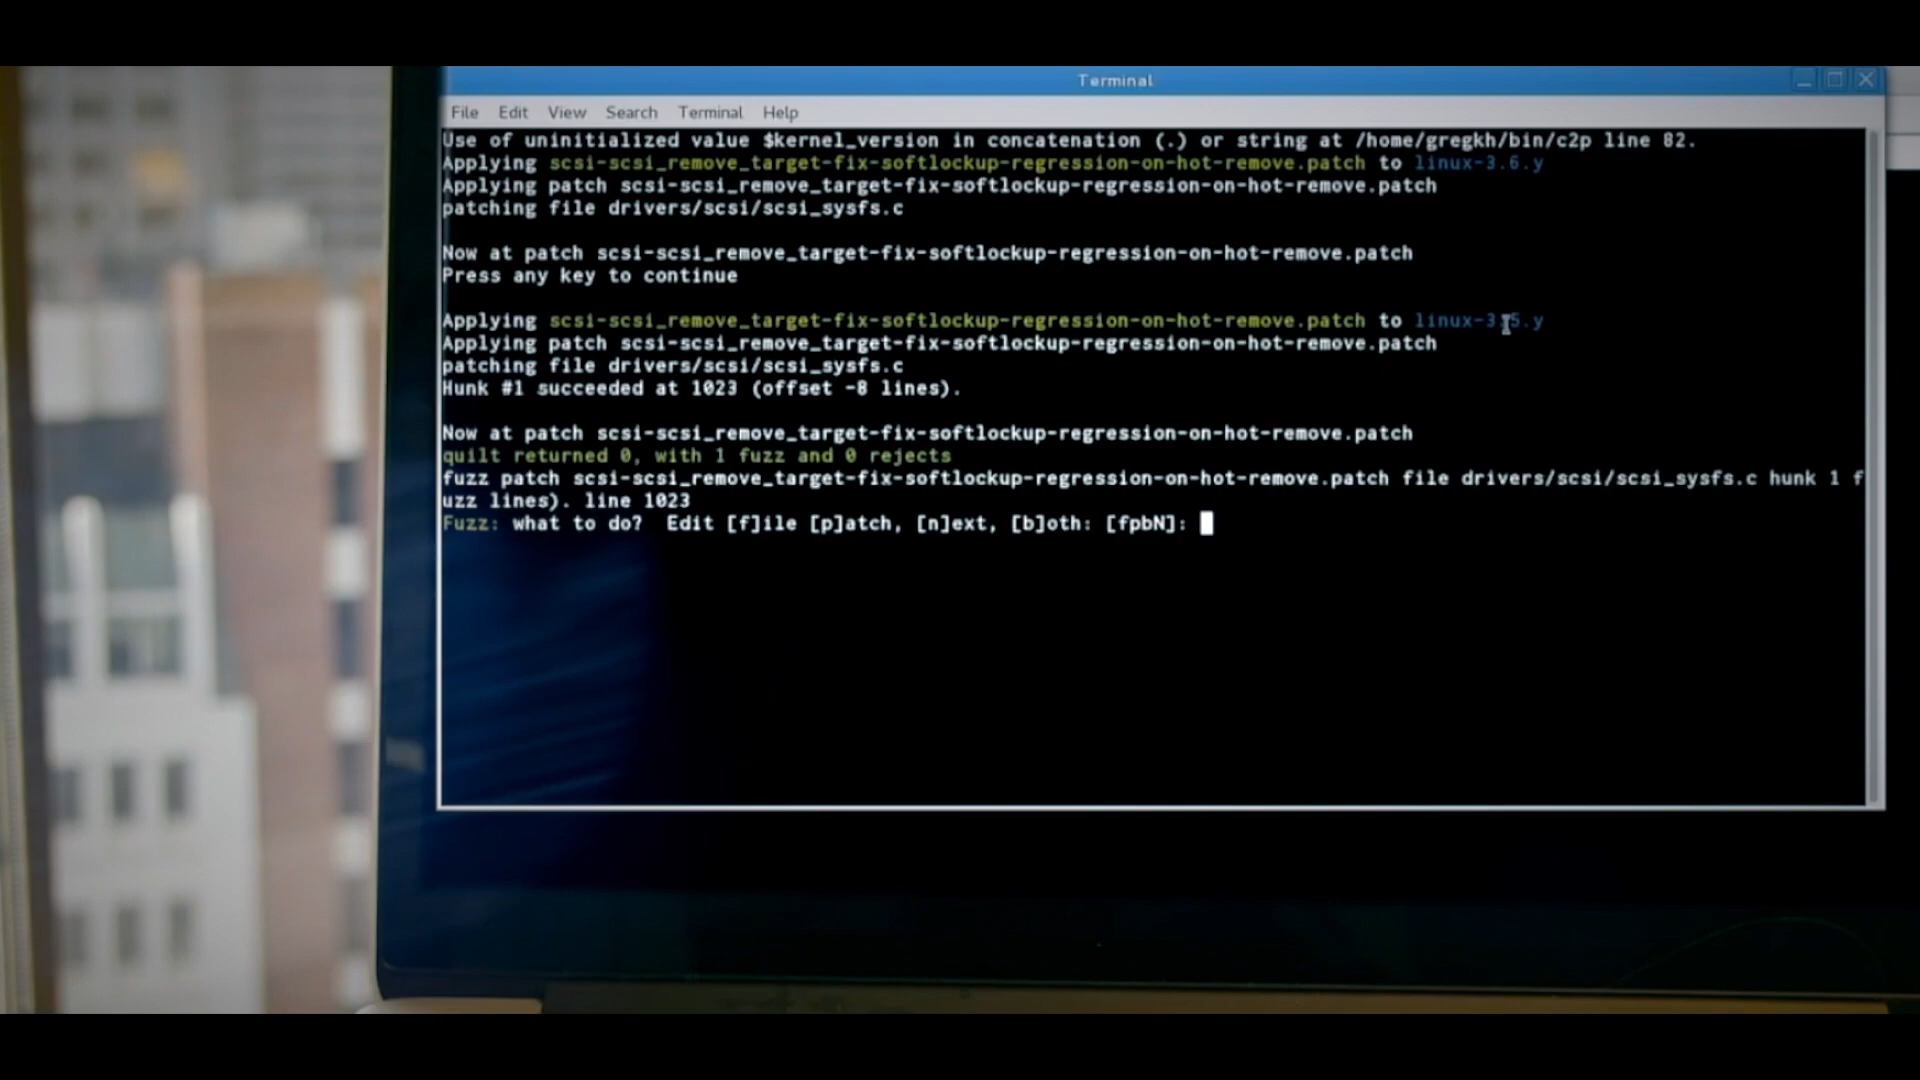 Terminal
File Edit View Search Terminal Help
Use of uninitialized value $kernel_version in concatenation (.) or string at /home/gregkh/bin/c2p line 82.
Applying scsi-scsi_remove_target-fix-softlockup-regression-on-hot-remove.patch to linux-3.6.y
Applying patch scsi-scsi_remove_target-fix-softlockup-regression-on-hot-remove.patch
patching file drivers/scsi/scsi_sysfs.c
Now at patch scsi-scsi_remove_target-fix-softlockup-regression-on-hot-remove.patch
Press any key to continue
Applying scsi-scsi_remove_target-fix-softlockup-regression-on-hot-remove.patch to linux-3.5.y
Applying patch scsi-scsi_remove_target-fix-softlockup-regression-on-hot-remove.patch
patching file drivers/scsi/scsi_sysfs.c
Hunk #1 succeeded at 1023 (offset -8 lines).
Now at patch scsi-scsi_remove_target-fix-softlockup-regression-on-hot-remove.patch
quilt returned 0, with 1 fuzz and 0 rejects
fuzz patch scsi-scsi_remove_target-fix-softlockup-regression-on-hot-remove.patch file drivers/scsi/scsi_sysfs.c hunk 1 f
uzz lines). line 1023
Fuzz: what to do?  Edit [f]ile [p]atch, [n]ext, [b]oth: [fpbN]: